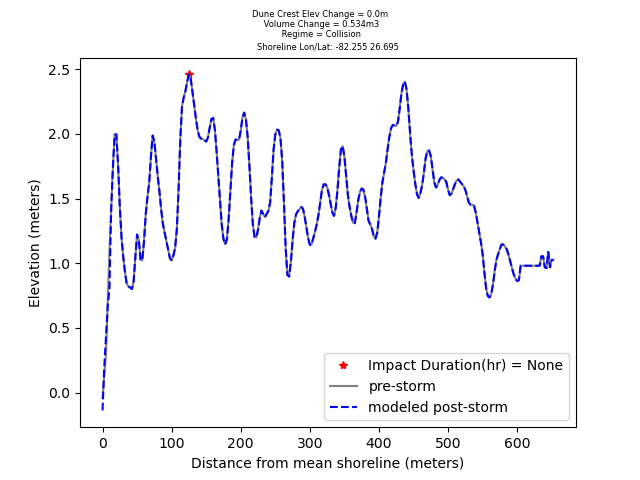 Dune Crest Elev Change = 0.0m
Volume Change = 0.534m3
Regime = Collision
Shoreline Lon/Lat: -82.255 26.695
2.5
2.0
1.5
1.0
0.5
0.0
Elevation (meters)
Impact Duration(hr) = None
pre-storm
modeled post-storm
0 100 200 300 400 500 600
Distance from mean shoreline (meters)